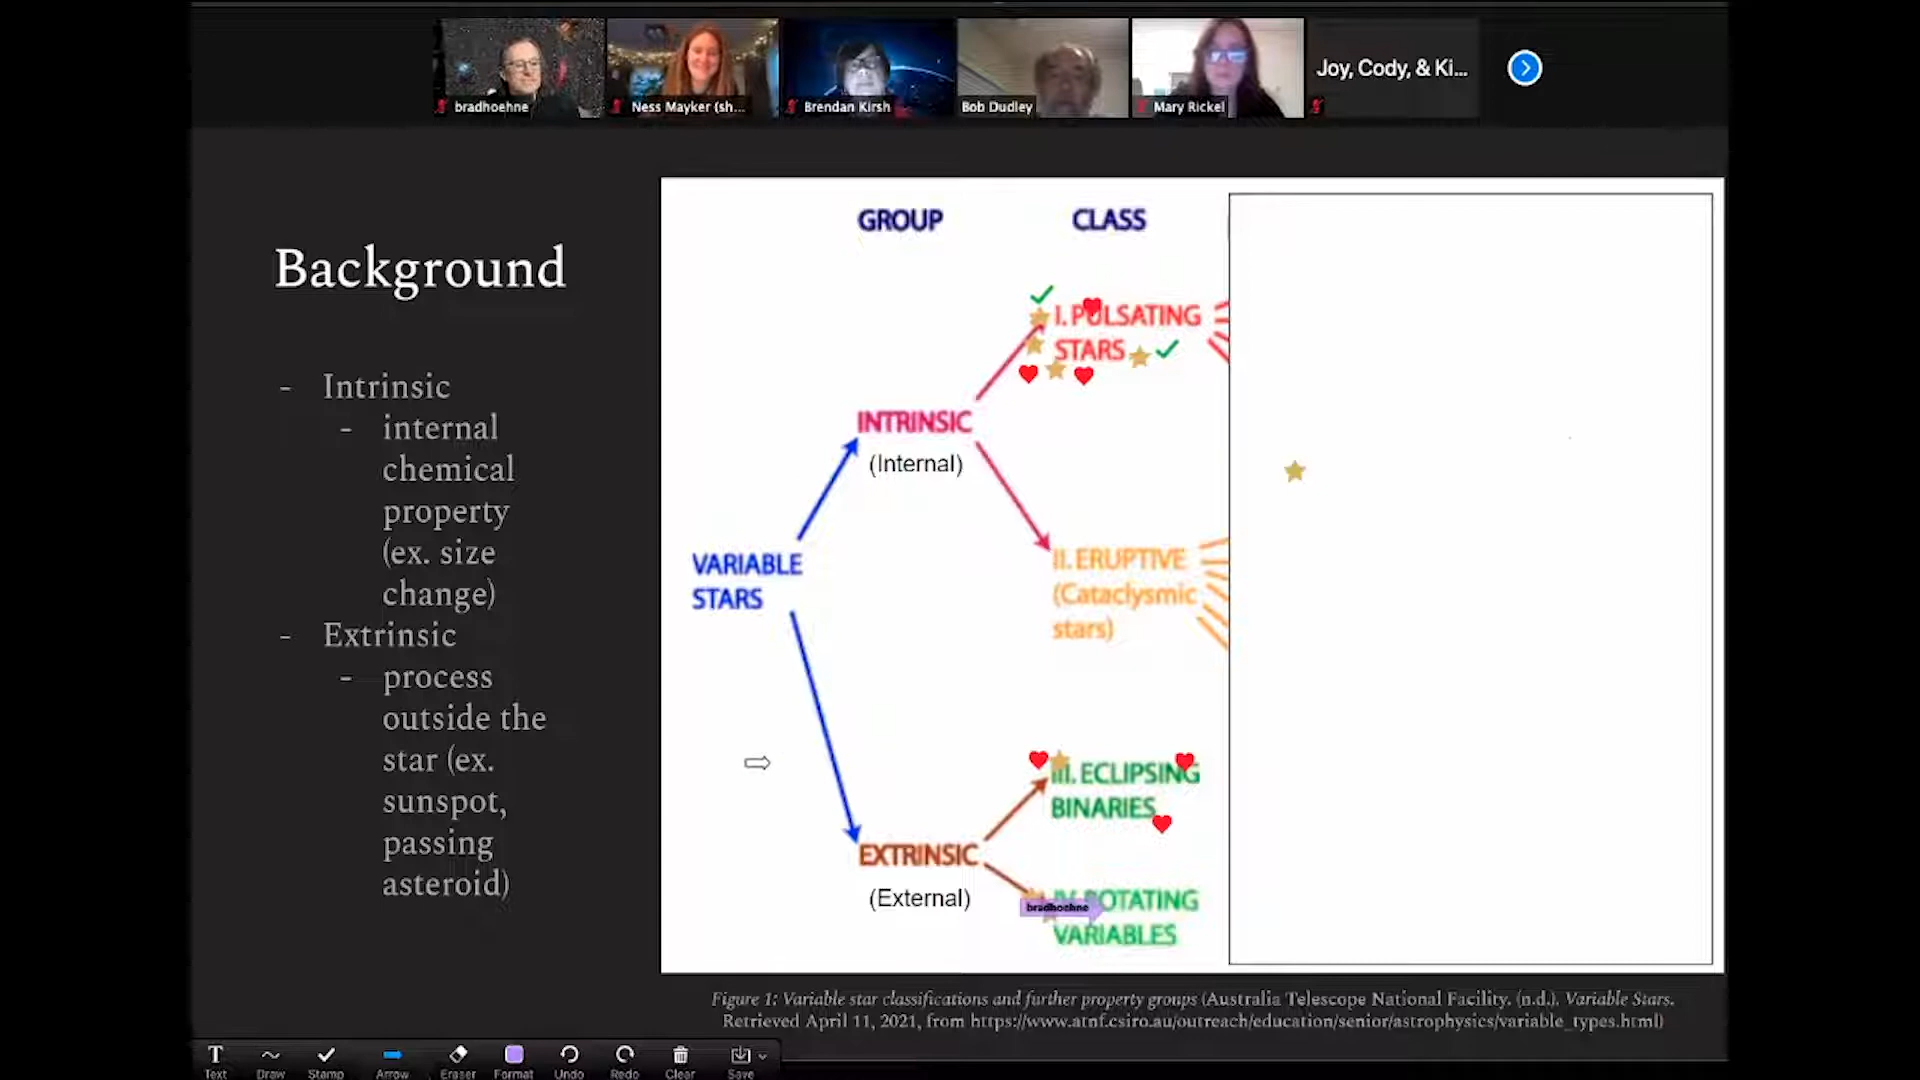 bradhoehne
Ness Mayker (sh...
Brendan Kirsh
Bob Dudley
Mary Rickel
Joy, Cody, & Ki...
Background
- Intrinsic
- internal
chemical
property
(ex. size
change)
- Extrinsic
- process
outside the
star (ex.
sunspot,
passing
asteroid)
GROUP
CLASS
I. PULSATING
STARS
INTRINSIC
(Internal)
VARIABLE
STARS
II. ERUPTIVE
(Cataclysmic
stars)
III. ECLIPSING
BINARIES
EXTRINSIC
(External)
IV. ROTATING
VARIABLES
bradhoehne
Figure 1: Variable star classifications and further property groups (Australia Telescope National Facility. (n.d.). Variable Stars.
Retrieved April 11, 2021, from https://www.atnf.csiro.au/outreach/education/senior/astrophysics/variable_types.html)
Text
Draw
Stamp
Arrow
Eraser
Format
Undo
Redo
Clear
Save